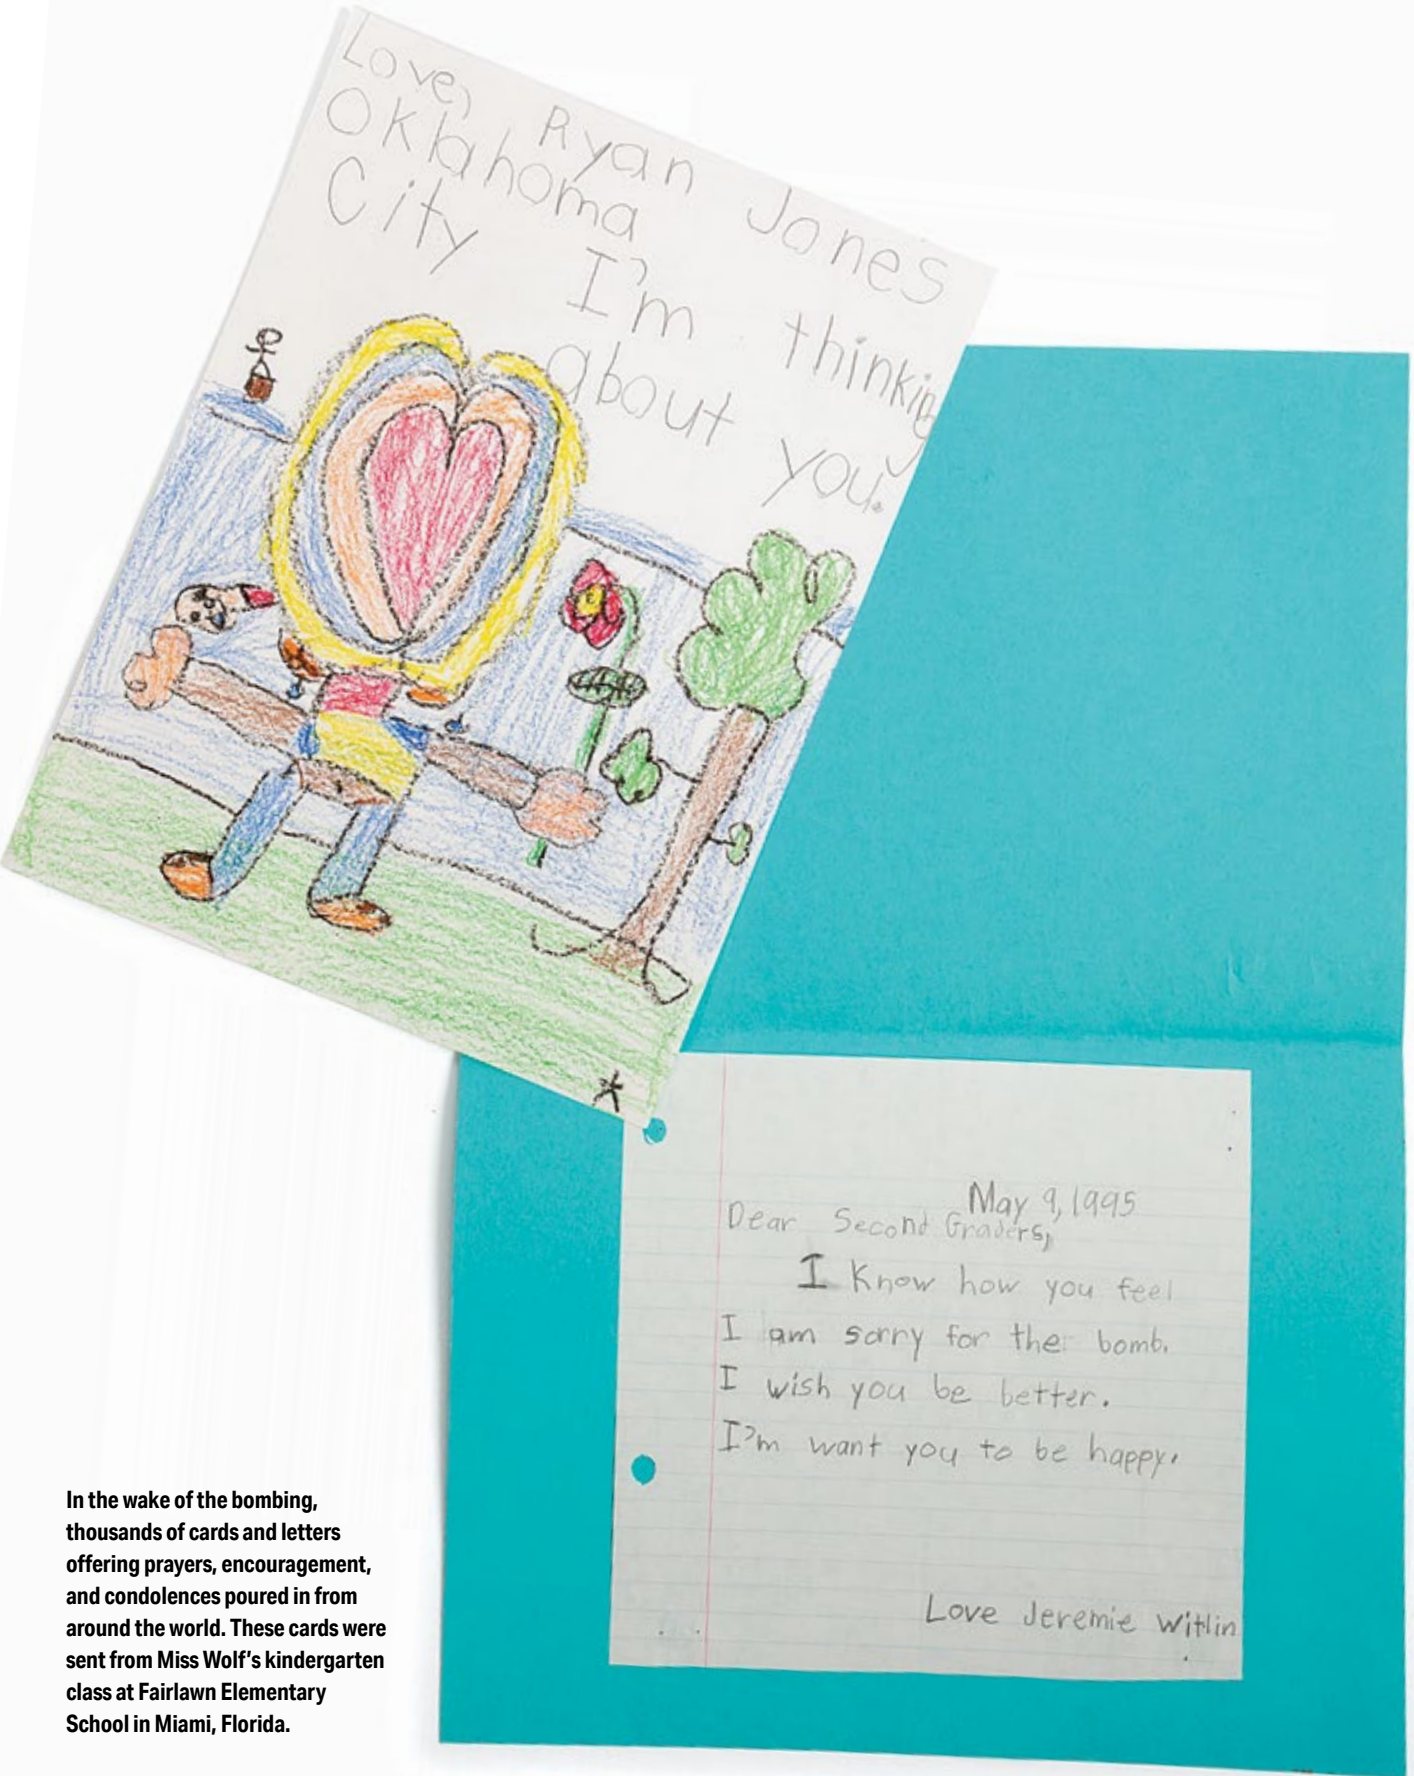 Love, Ryan Jones
Oklahoma
City I'm thinking
about you.
May 9, 1995
Dear Second Graders,
I know how you feel
I am sorry for the bomb.
I wish you be better.
I'm want you to be happy.
Love Jeremie Witlin
In the wake of the bombing,
thousands of cards and letters
offering prayers, encouragement,
and condolences poured in from
around the world. These cards were
sent from Miss Wolf's kindergarten
class at Fairlawn Elementary
School in Miami, Florida.